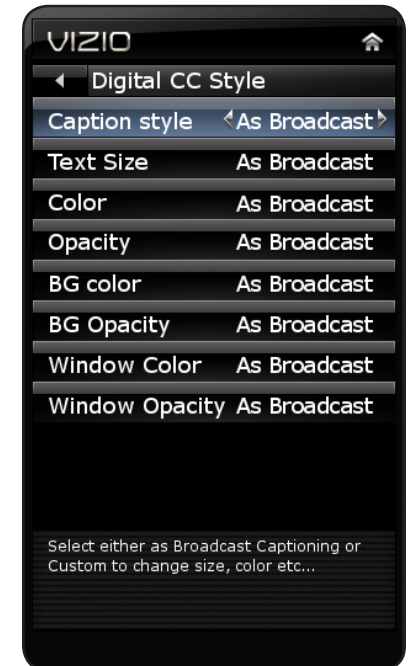 VIZIO
Digital CC Style
Caption style As Broadcast
Text Size As Broadcast
Color As Broadcast
Opacity As Broadcast
BG color As Broadcast
BG Opacity As Broadcast
Window Color As Broadcast
Window Opacity As Broadcast
Select either as Broadcast Captioning or
Custom to change size, color etc...